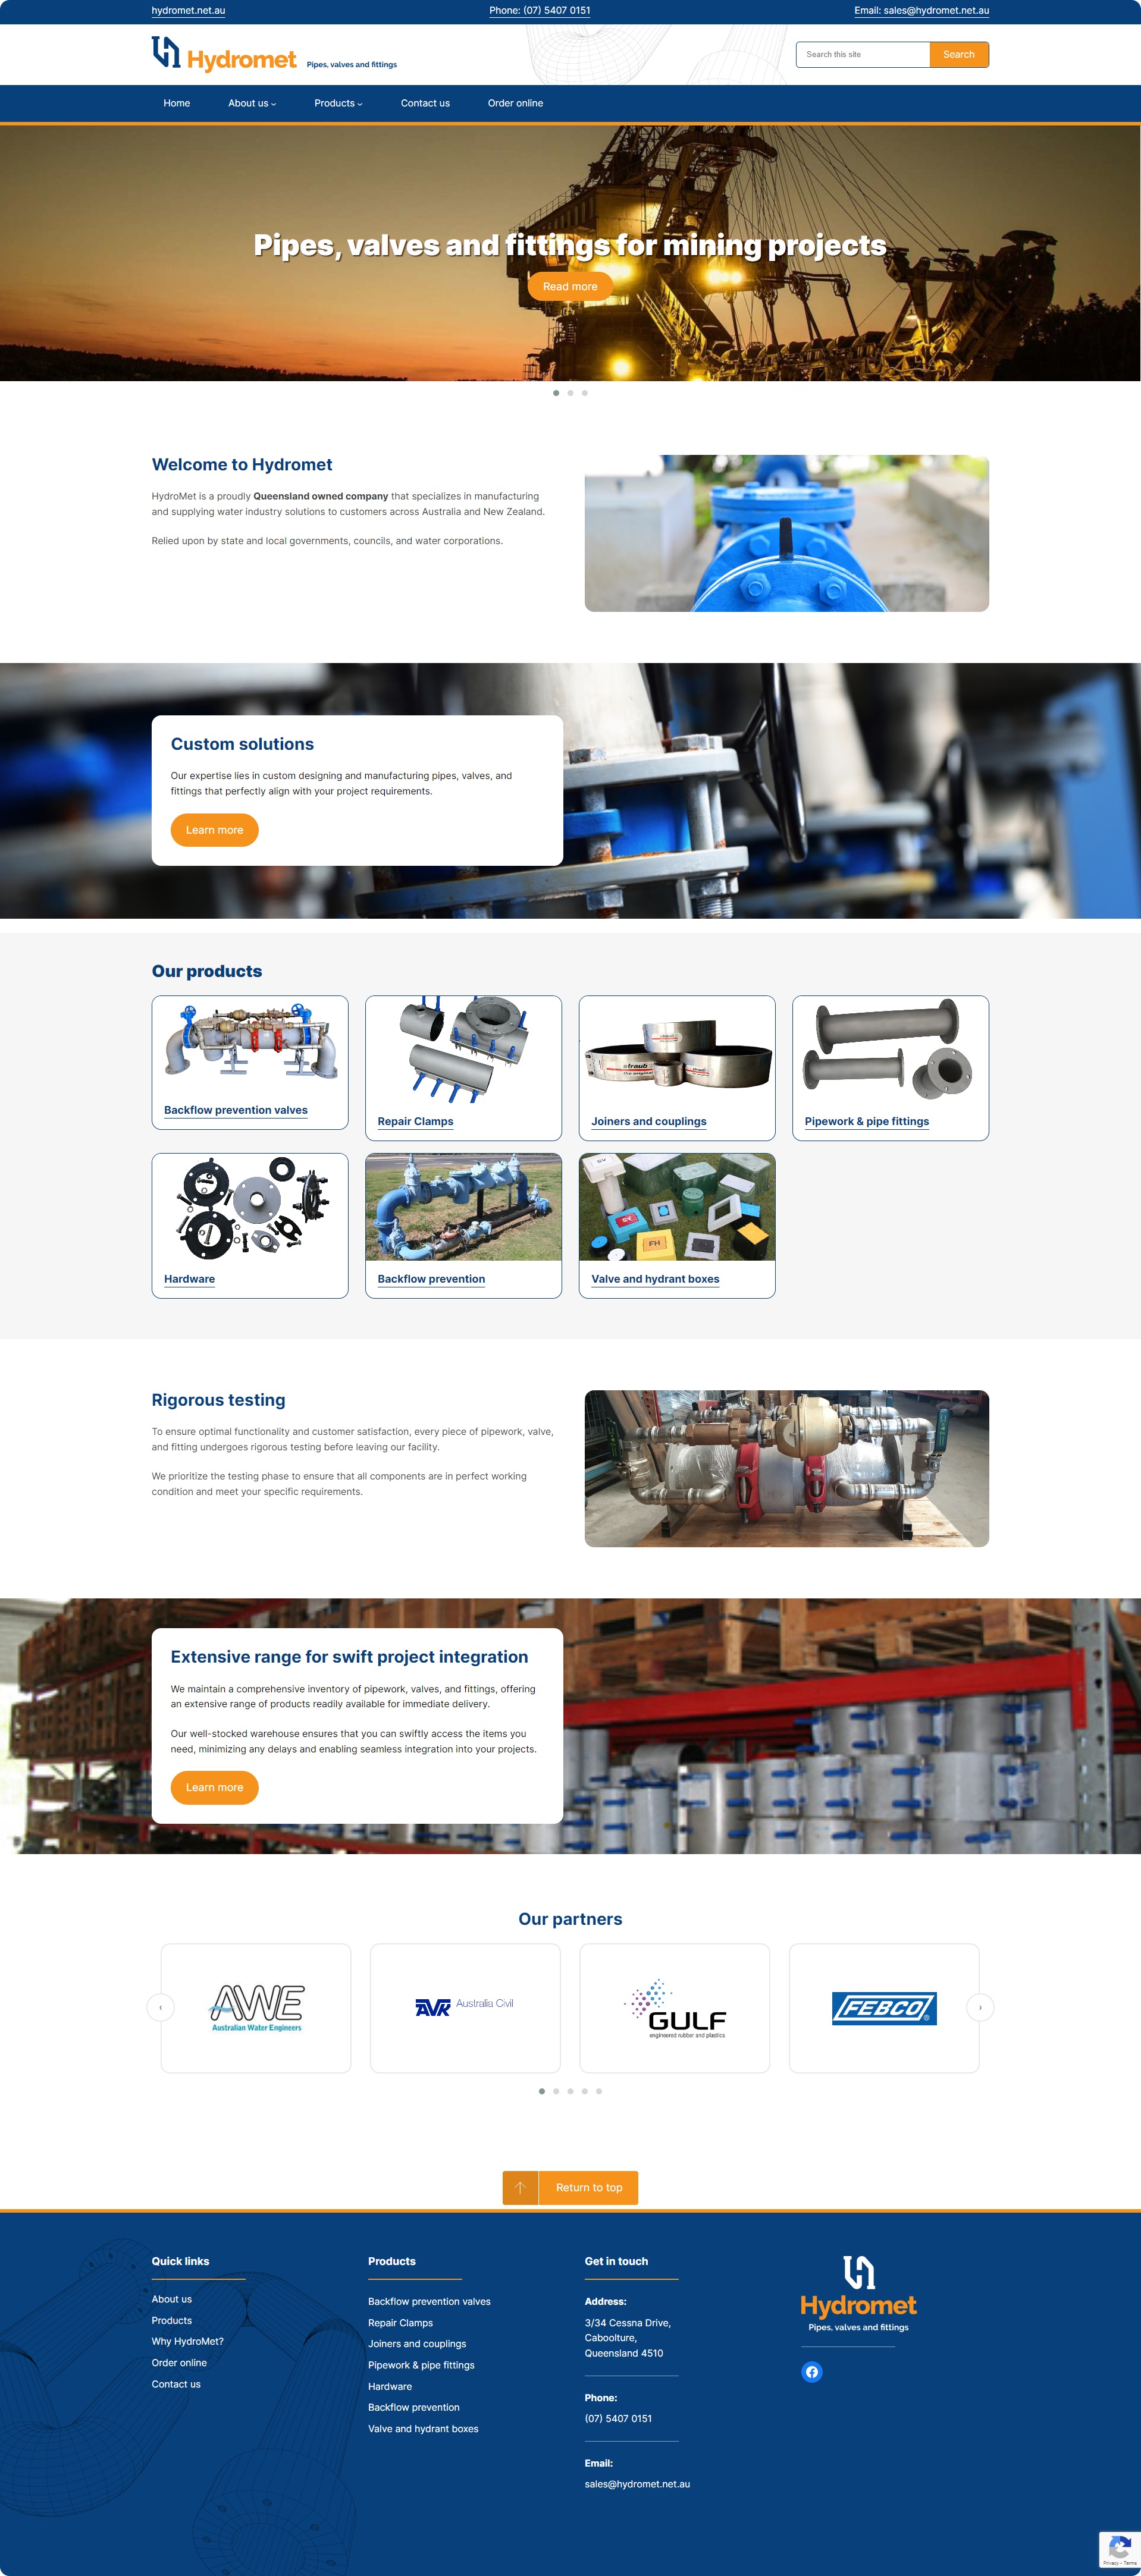 hydromet.net.au
Phone: (07) 5407 0151
Email: sales@hydromet.net.au
Hydromet
Pipes, valves and fittings
Search this site
Search
Home
About us
Products
Contact us
Order online
Pipes, valves and fittings for mining projects
Read more
Welcome to Hydromet
HydroMet is a proudly Queensland owned company that specializes in manufacturing
and supplying water industry solutions to customers across Australia and New Zealand.
Relied upon by state and local governments, councils, and water corporations.
Custom solutions
Our expertise lies in custom designing and manufacturing pipes, valves, and
fittings that perfectly align with your project requirements.
Learn more
Our products
Backflow prevention valves
Repair Clamps
straub
Joiners and couplings
Pipework & pipe fittings
Hardware
Backflow prevention
SV
FH
Valve and hydrant boxes
Rigorous testing
To ensure optimal functionality and customer satisfaction, every piece of pipework, valve,
and fitting undergoes rigorous testing before leaving our facility.
We prioritize the testing phase to ensure that all components are in perfect working
condition and meet your specific requirements.
Extensive range for swift project integration
We maintain a comprehensive inventory of pipework, valves, and fittings, offering
an extensive range of products readily available for immediate delivery.
Our well-stocked warehouse ensures that you can swiftly access the items you
need, minimizing any delays and enabling seamless integration into your projects.
Learn more
Our partners
AWE
Australian Water Engineers
AVK Australia Civil
GULF
engineered rubber and plastics
FEBCO®
Return to top
Quick links
About us
Products
Why HydroMet?
Order online
Contact us
Products
Backflow prevention valves
Repair Clamps
Joiners and couplings
Pipework & pipe fittings
Hardware
Backflow prevention
Valve and hydrant boxes
Get in touch
Address:
3/34 Cessna Drive,
Caboolture,
Queensland 4510
Phone:
(07) 5407 0151
Email:
sales@hydromet.net.au
Hydromet
Pipes, valves and fittings
Privacy - Terms